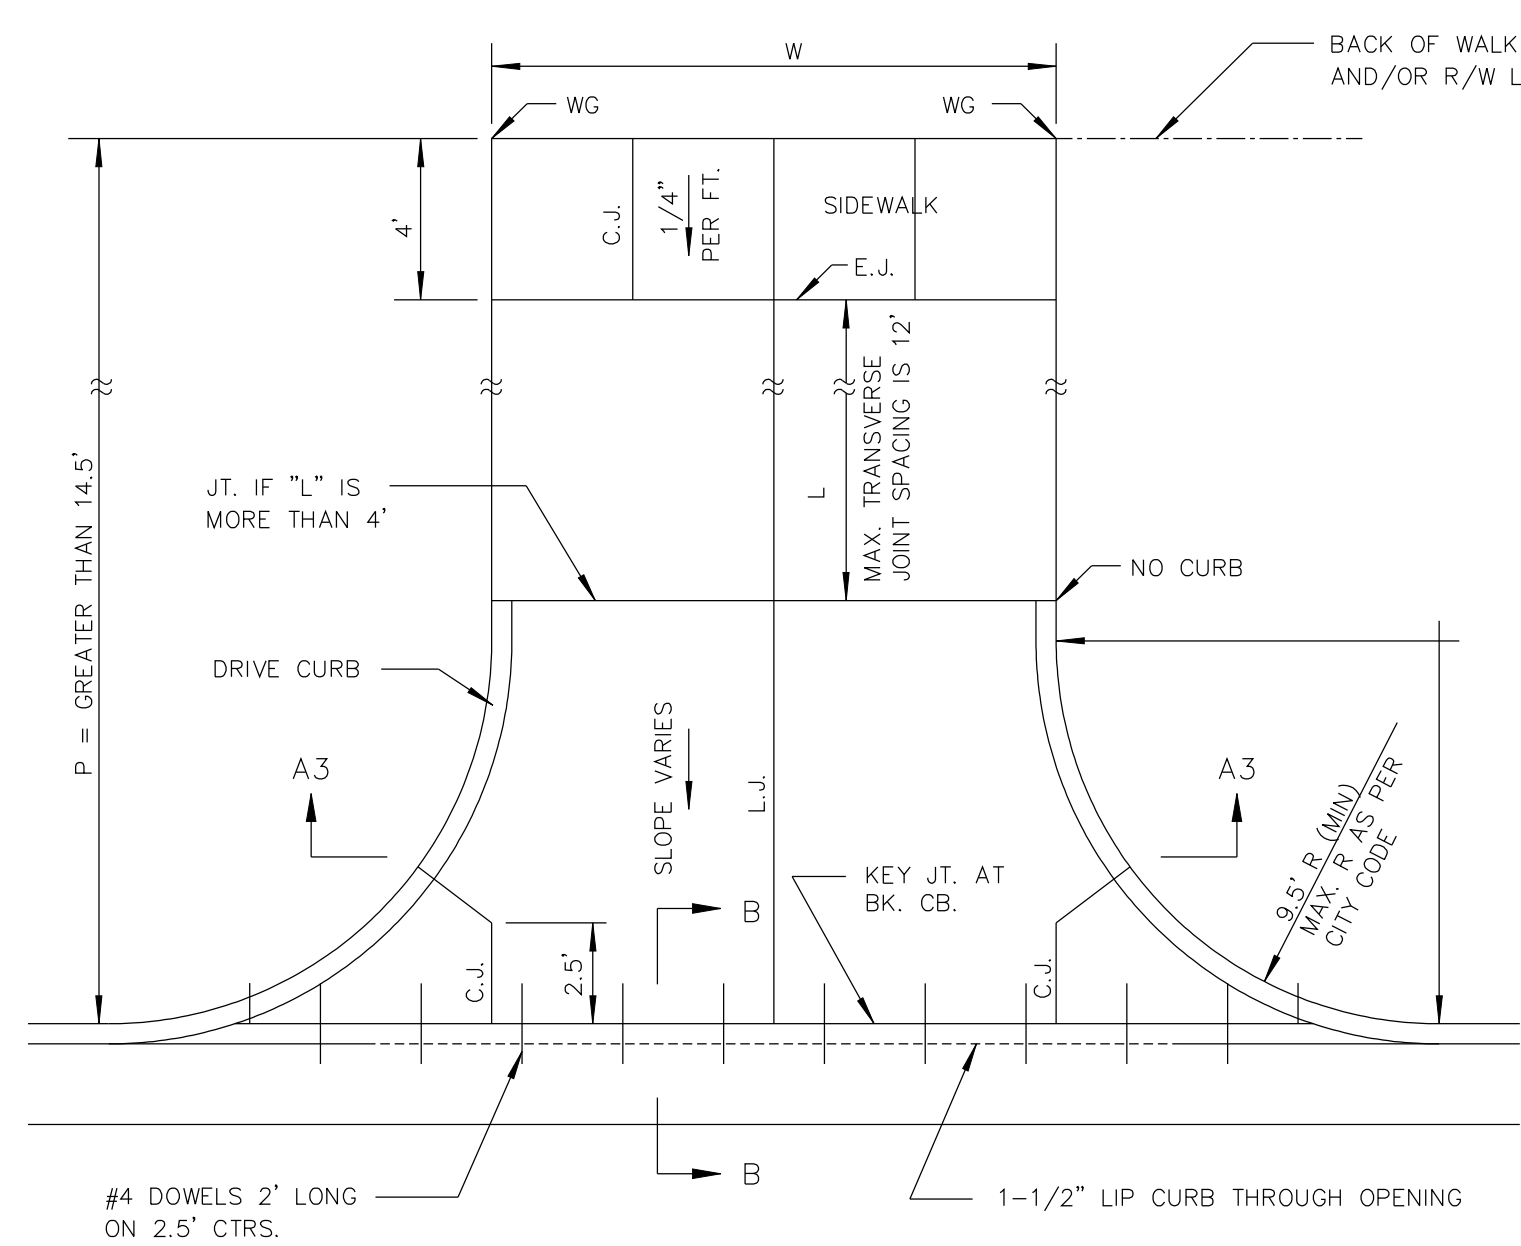 W
BACK OF WALK
AND/OR R/W L
WG
WG
4'
C.J.
1/4"
PER FT.
SIDEWALK
E.J.
MAX. TRANSVERSE
JOINT SPACING IS 12'
L
P = GREATER THAN 14.5'
JT. IF "L" IS
MORE THAN 4'
NO CURB
DRIVE CURB
SLOPE VARIES
L.J.
A3
A3
9.5' R (MIN)
MAX. R AS PER
CITY CODE
KEY JT. AT
BK. CB.
B
C.J.
2.5'
C.J.
B
#4 DOWELS 2' LONG
ON 2.5' CTRS.
1-1/2" LIP CURB THROUGH OPENING